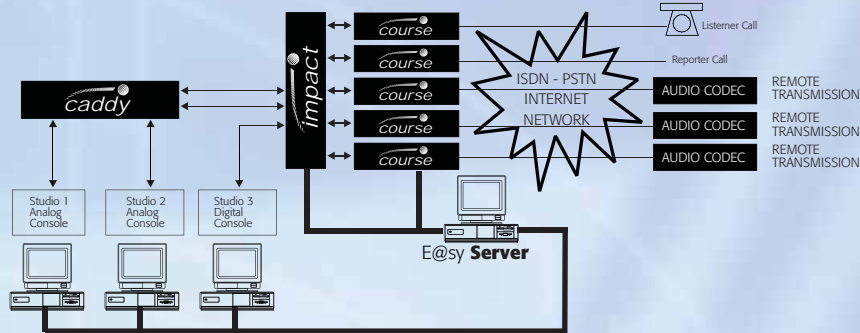 course
Listerner Call
course
Reporter Call
impact
caddy
course
ISDN - PSTN
INTERNET
NETWORK
AUDIO CODEC
REMOTE
TRANSMISSION
course
AUDIO CODEC
REMOTE
TRANSMISSION
course
AUDIO CODEC
REMOTE
TRANSMISSION
Studio 1
Analog
Console
Studio 2
Analog
Console
Studio 3
Digital
Console
E@sy Server